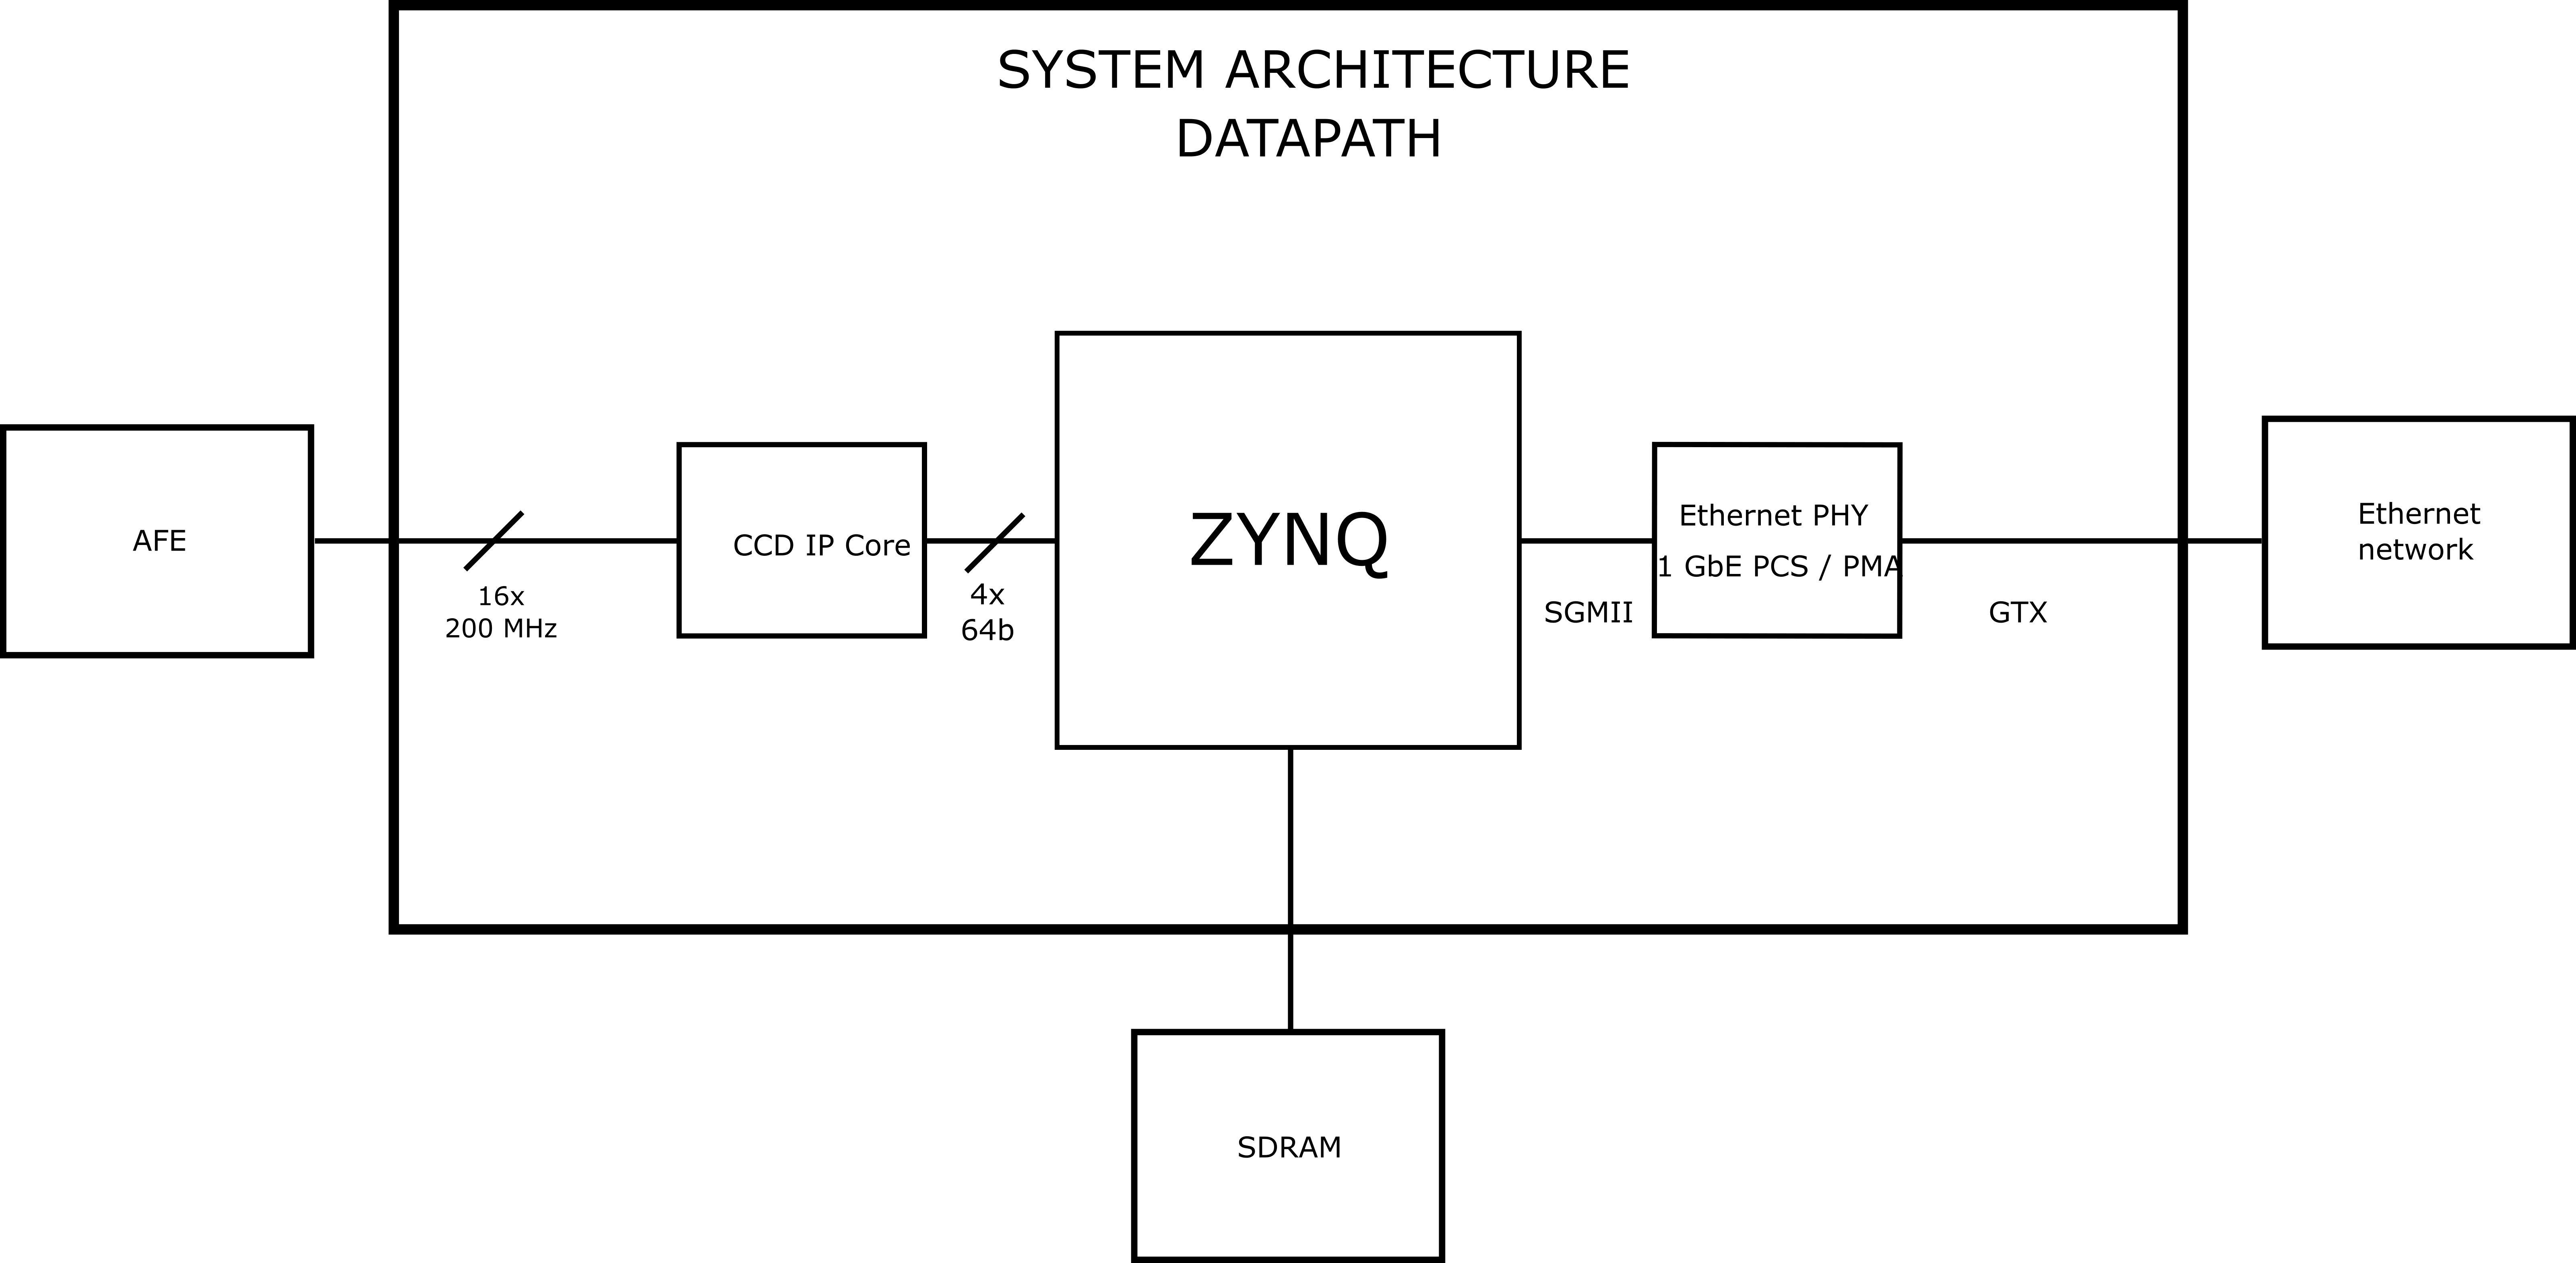 SYSTEM ARCHITECTURE
DATAPATH
AFE
16x
200 MHz
CCD IP Core
4x
64b
ZYNQ
SGMII
Ethernet PHY
1 GbE PCS / PMA
GTX
Ethernet
network
SDRAM